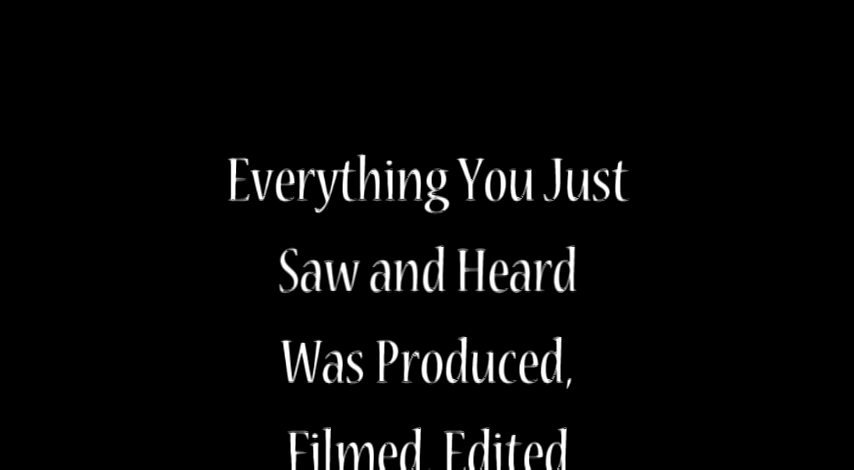 Everything You Just
Saw and Heard
Was Produced,
Filmed, Edited